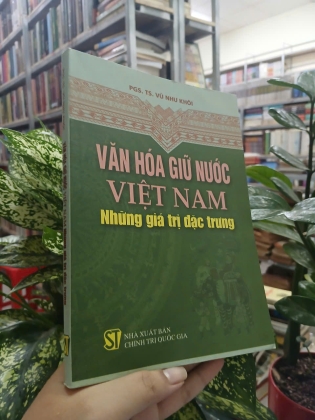 PGS. TS. VŨ NHƯ KHÔI
VĂN HÓA GIỮ NƯỚC
VIỆT NAM
Những giá trị đặc trưng
ST
NHÀ XUẤT BẢN
CHÍNH TRỊ QUỐC GIA